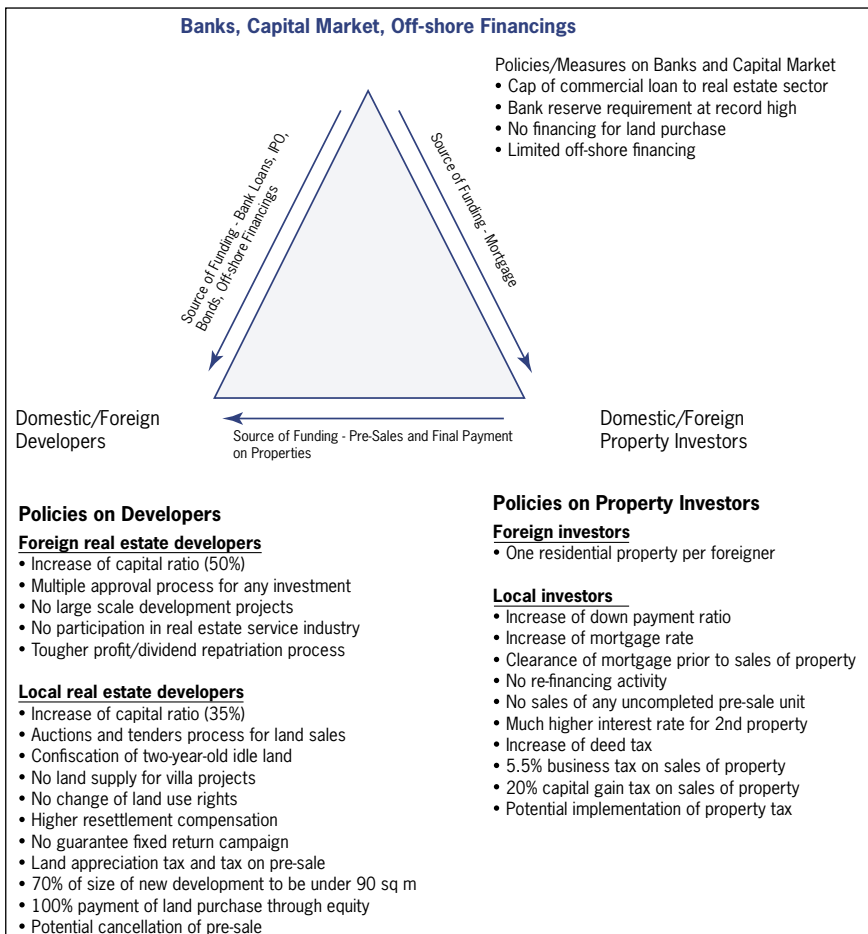 Banks, Capital Market, Off-shore Financings
Policies/Measures on Banks and Capital Market
• Cap of commercial loan to real estate sector
• Bank reserve requirement at record high
• No financing for land purchase
• Limited off-shore financing
Source of Funding - Bank Loans, IPO,
Bonds, Off-shore Financings
Source of Funding - Mortgage
Domestic/Foreign
Developers
Source of Funding - Pre-Sales and Final Payment
on Properties
Domestic/Foreign
Property Investors
Policies on Developers
Foreign real estate developers
• Increase of capital ratio (50%)
• Multiple approval process for any investment
• No large scale development projects
• No participation in real estate service industry
• Tougher profit/dividend repatriation process
Local real estate developers
• Increase of capital ratio (35%)
• Auctions and tenders process for land sales
• Confiscation of two-year-old idle land
• No land supply for villa projects
• No change of land use rights
• Higher resettlement compensation
• No guarantee fixed return campaign
• Land appreciation tax and tax on pre-sale
• 70% of size of new development to be under 90 sq m
• 100% payment of land purchase through equity
• Potential cancellation of pre-sale
Policies on Property Investors
Foreign investors
• One residential property per foreigner
Local investors
• Increase of down payment ratio
• Increase of mortgage rate
• Clearance of mortgage prior to sales of property
• No re-financing activity
• No sales of any uncompleted pre-sale unit
• Much higher interest rate for 2nd property
• Increase of deed tax
• 5.5% business tax on sales of property
• 20% capital gain tax on sales of property
• Potential implementation of property tax